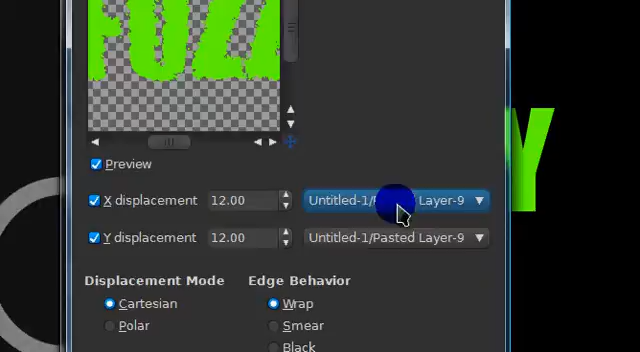 FUZZ
Y
Preview
X displacement 12.00 Untitled-1/Pasted Layer-9
Y displacement 12.00 Untitled-1/Pasted Layer-9
Displacement Mode Edge Behavior
Cartesian Wrap
Polar Smear
Black